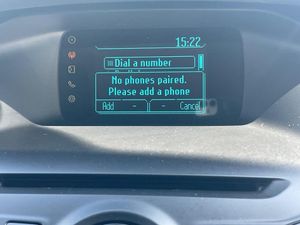 15:22
Dial a number
No phones paired.
Please add a phone
Add - - Cancel